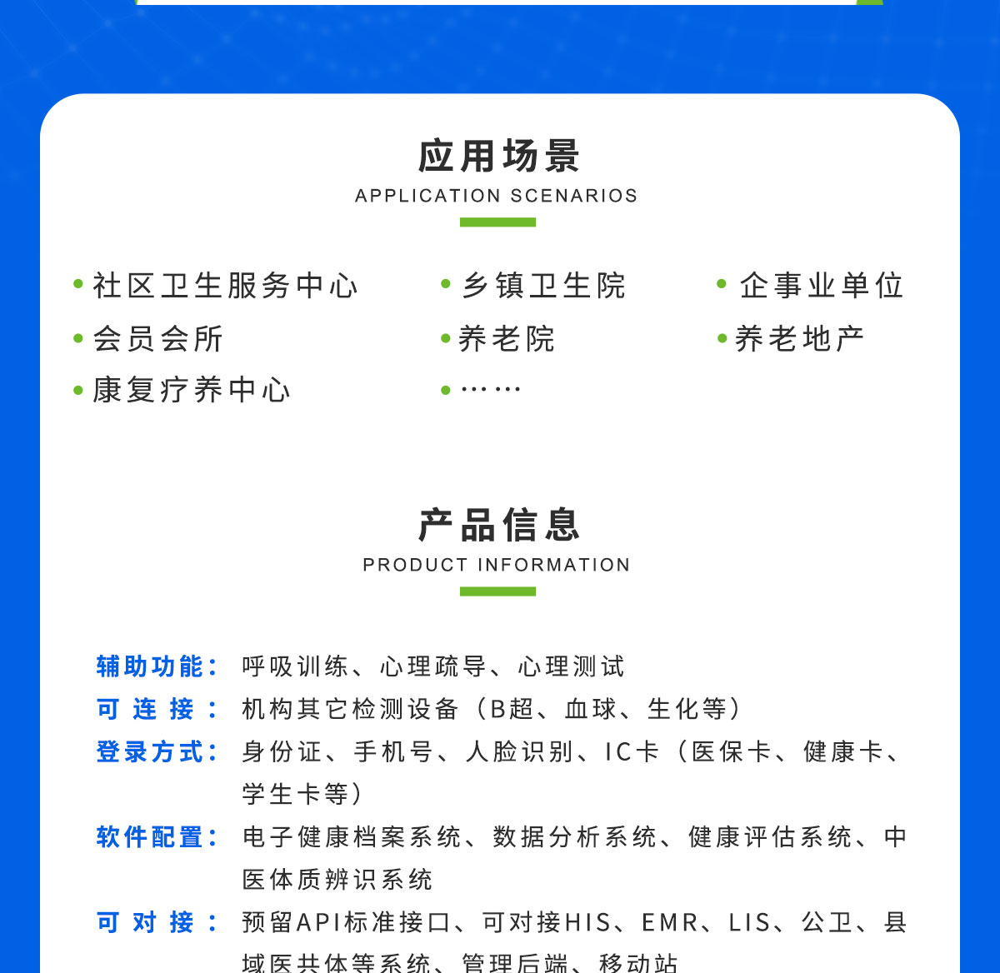 应用场景
APPLICATION SCENARIOS
社区卫生服务中心 乡镇卫生院 企事业单位
会员会所 养老院 养老地产
康复疗养中心 ……
产品信息
PRODUCT INFORMATION
辅助功能： 呼吸训练、心理疏导、心理测试
可连接： 机构其它检测设备（B超、血球、生化等）
登录方式： 身份证、手机号、人脸识别、IC卡（医保卡、健康卡、
学生卡等）
软件配置： 电子健康档案系统、数据分析系统、健康评估系统、中
医体质辨识系统
可对接： 预留API标准接口、可对接HIS、EMR、LIS、公卫、县
域医共体等系统、管理后端、移动站